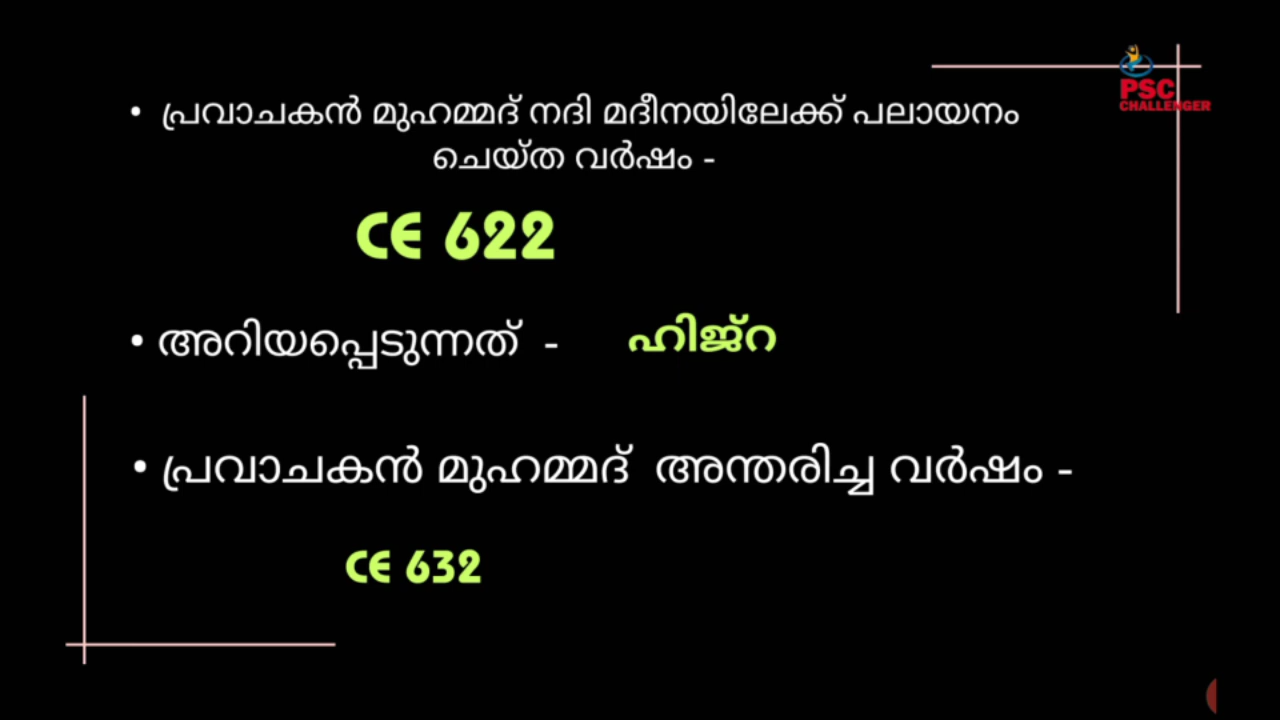 PSC
CHALLENGER
• പ്രവാചകൻ മുഹമ്മദ് നദി മദീനയിലേക്ക് പലായനം
ചെയ്ത വർഷം -
CE 622
• അറിയപ്പെടുന്നത് - ഹിജ്റ
• പ്രവാചകൻ മുഹമ്മദ് അന്തരിച്ച വർഷം -
CE 632